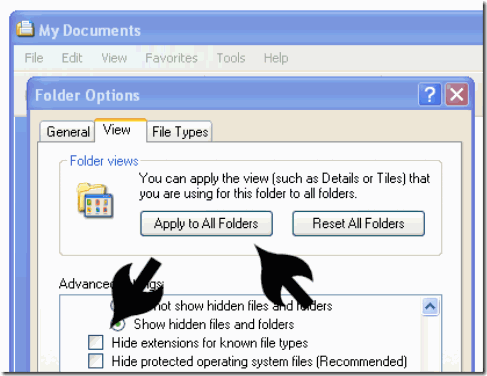 My Documents
File Edit View Favorites Tools Help
Folder Options
General View File Types
Folder views
You can apply the view (such as Details or Tiles) that
you are using for this folder to all folders.
Apply to All Folders Reset All Folders
Advanced
not show hidden files and folders
Show hidden files and folders
Hide extensions for known file types
Hide protected operating system files (Recommended)